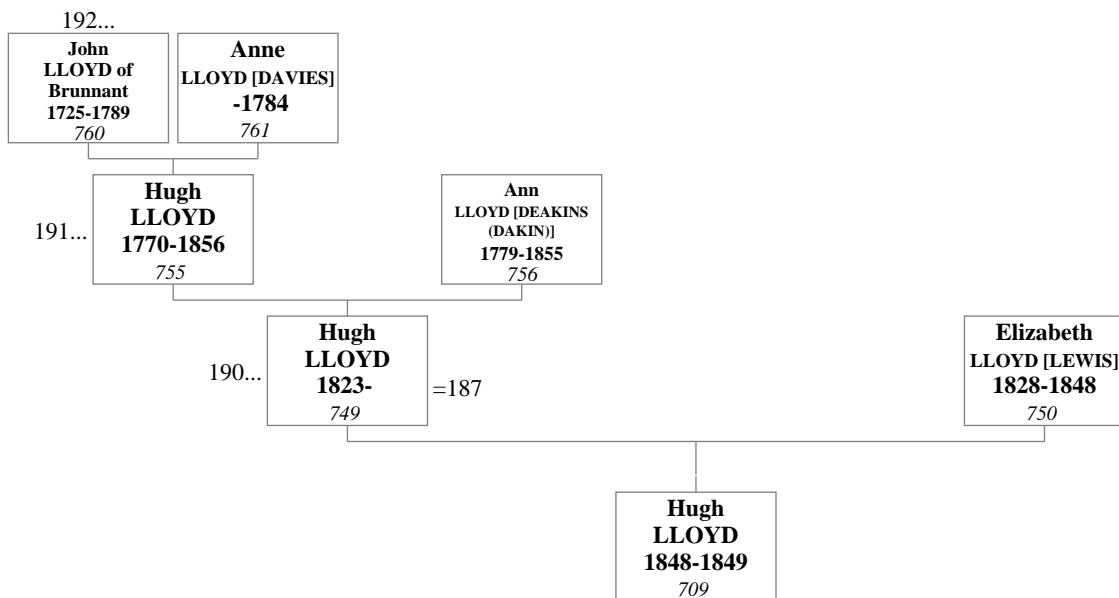 192...
John
LLOYD of
Brunnant
1725-1789
760
Anne
LLOYD [DAVIES]
-1784
761
191...
Hugh
LLOYD
1770-1856
755
Ann
LLOYD [DEAKINS
(DAKIN)]
1779-1855
756
190...
Hugh
LLOYD
1823-
749
=187
Elizabeth
LLOYD [LEWIS]
1828-1848
750
Hugh
LLOYD
1848-1849
709